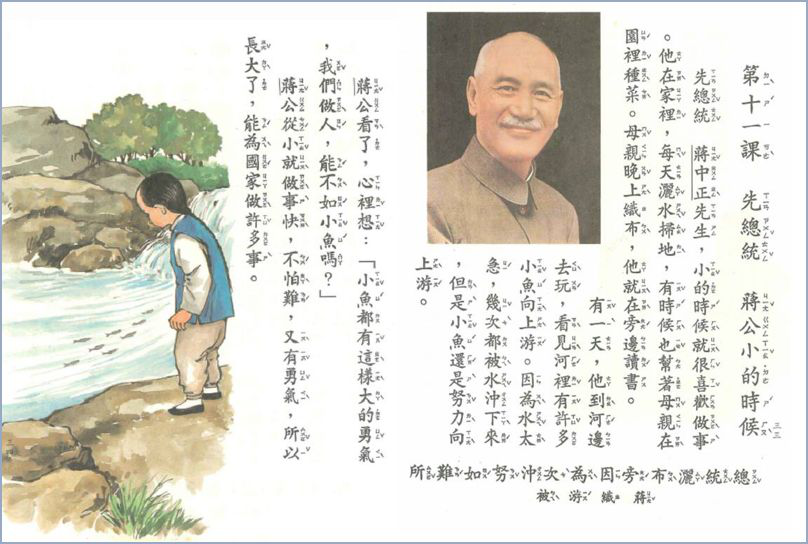 第十一課　先總統　蔣公小的時候
三三
先總統　蔣中正先生，小的時候就很喜歡做事
。他在家裡，每天灑水掃地，有時候也幫著母親在
園裡種菜。母親晚上織布，他就在旁邊讀書。
有一天，他到河邊
去玩，看見河裡有許多
小魚向上游。因為水太
急，幾次都被水沖下來
，但是小魚還是努力向
上游。
總統灑布旁因為次沖努如難所
蔣織游被
蔣公看了，心裡想：「小魚都有這樣大的勇氣
，我們做人，能不如小魚嗎？」
蔣公從小就做事快，不怕難，又有勇氣，所以
長大了，能為國家做許多事。